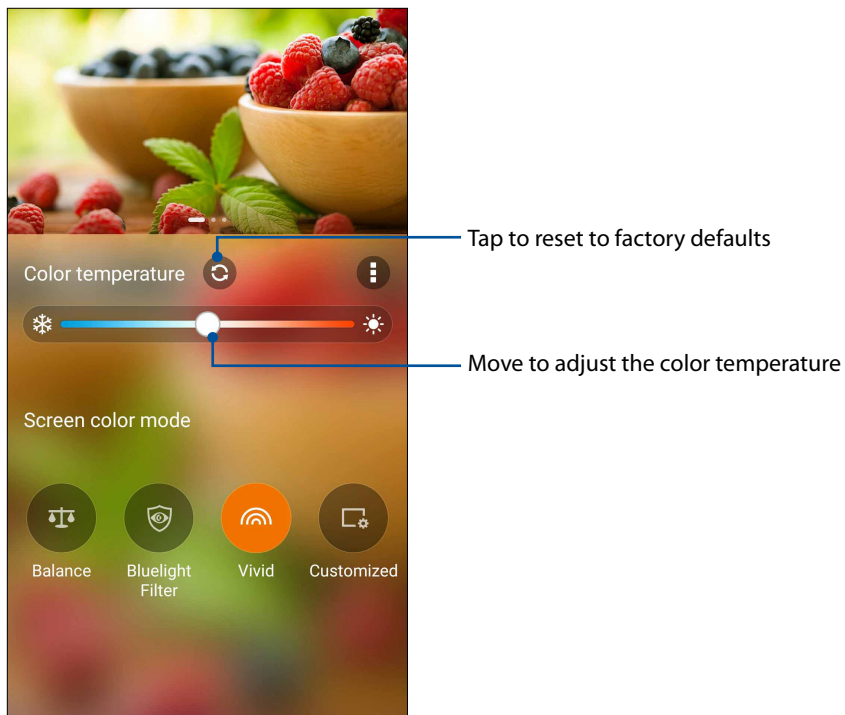 Tap to reset to factory defaults
Color temperature
Move to adjust the color temperature
Screen color mode
Balance
Bluelight
Filter
Vivid
Customized